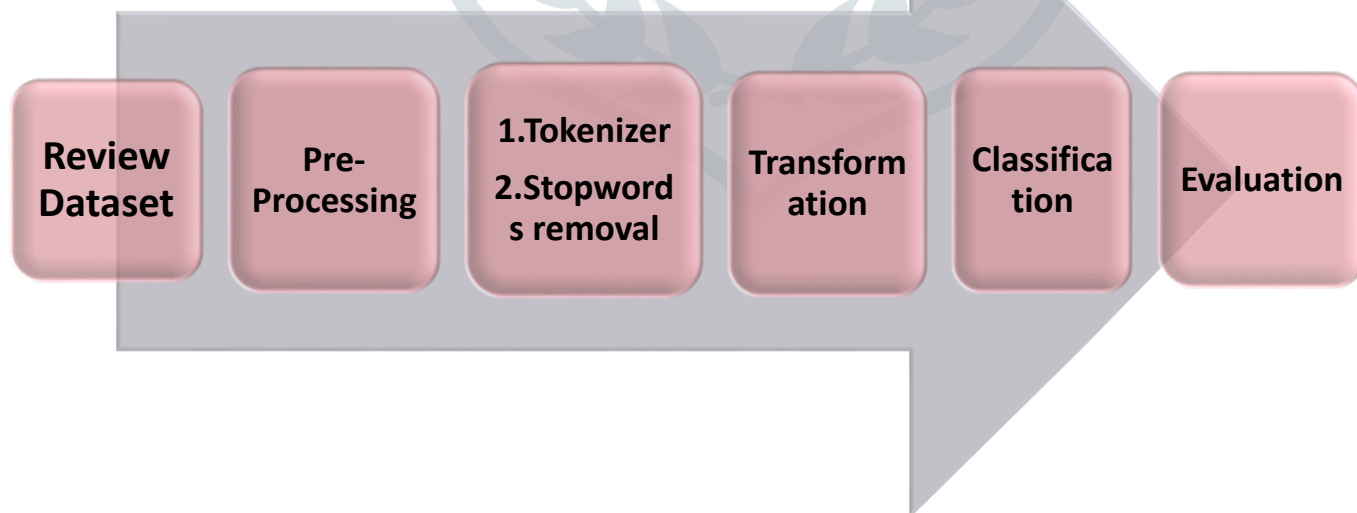 Review
Dataset
Pre-
Processing
1.Tokenizer
2.Stopword
s removal
Transform
ation
Classifica
tion
Evaluation